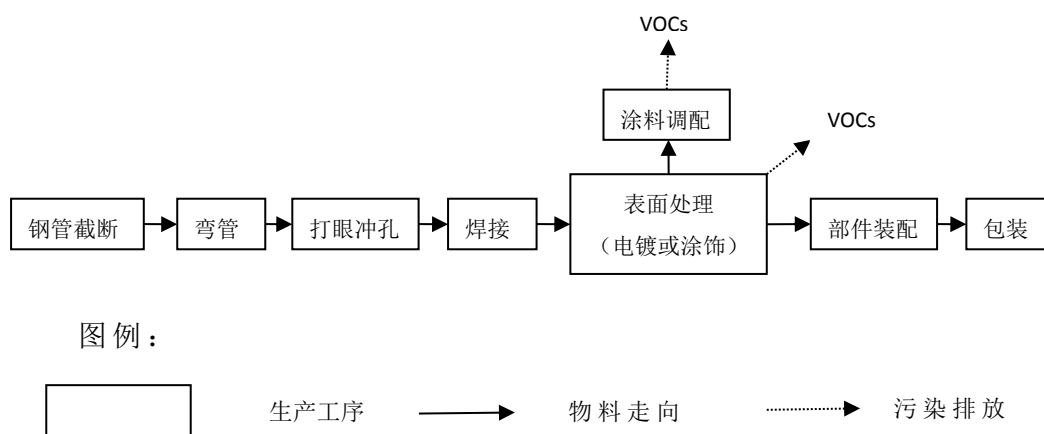 VOCs
涂料调配
VOCs
钢管截断
弯管
打眼冲孔
焊接
表面处理
（电镀或涂饰）
部件装配
包装
图例：
生产工序
物料走向
污染排放